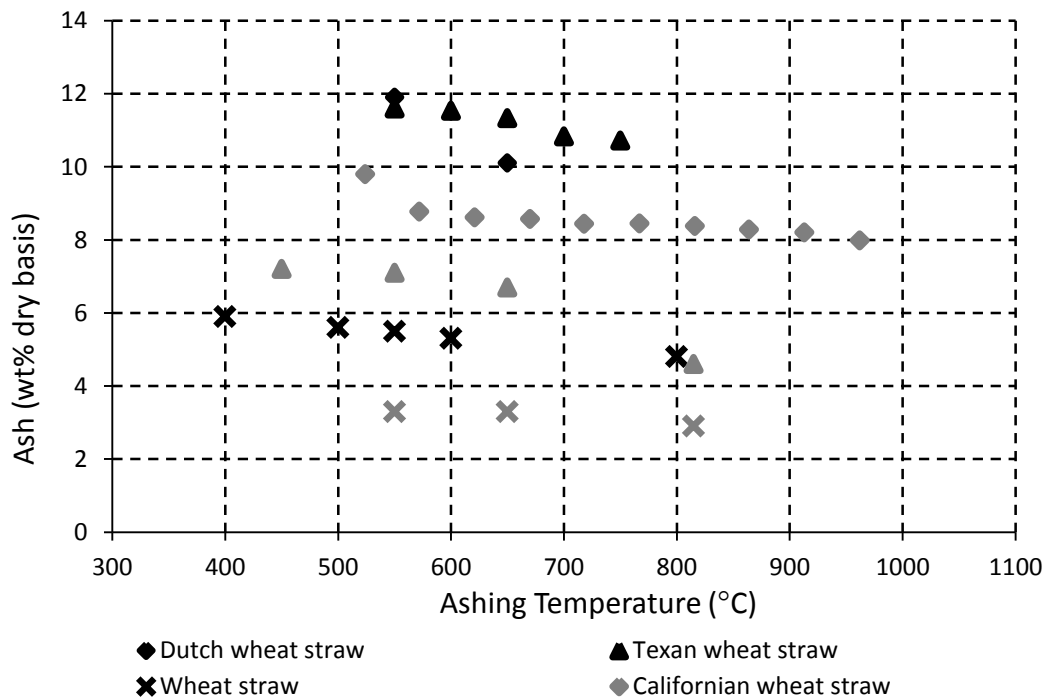 14
12
10
8
6
4
2
0
Ash (wt% dry basis)
300 400 500 600 700 800 900 1000 1100
Ashing Temperature (°C)
Dutch wheat straw Texan wheat straw
Wheat straw Californian wheat straw